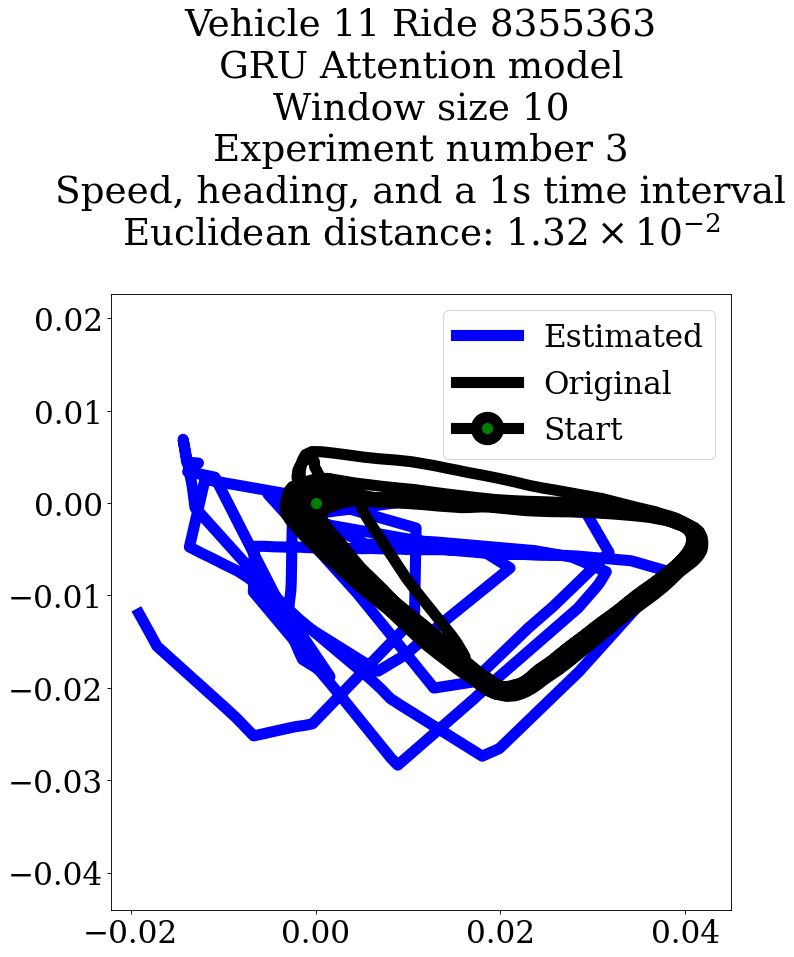 Vehicle 11 Ride 8355363
GRU Attention model
Window size 10
Experiment number 3
Speed, heading, and a 1s time interval
Euclidean distance: 1.32 × 10⁻²
Estimated
Original
Start
0.02
0.01
0.00
−0.01
−0.02
−0.03
−0.04
−0.02 0.00 0.02 0.04